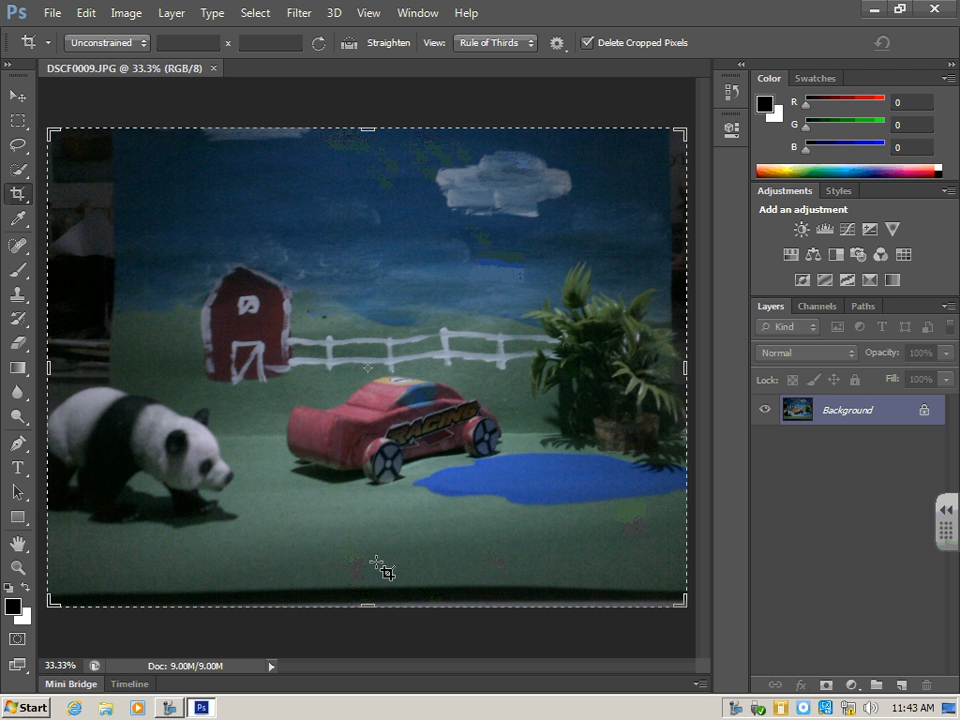 Ps File Edit Image Layer Type Select Filter 3D View Window Help
Unconstrained x Straighten View: Rule of Thirds Delete Cropped Pixels
DSCF0009.JPG @ 33.3% (RGB/8) ×
Color Swatches
R 0
G 0
B 0
Adjustments Styles
Add an adjustment
Layers Channels Paths
Kind
Normal Opacity: 100%
Lock: Fill: 100%
Background
RACING
33.33% Doc: 9.00M/9.00M
Mini Bridge Timeline
Start Ps 11:43 AM